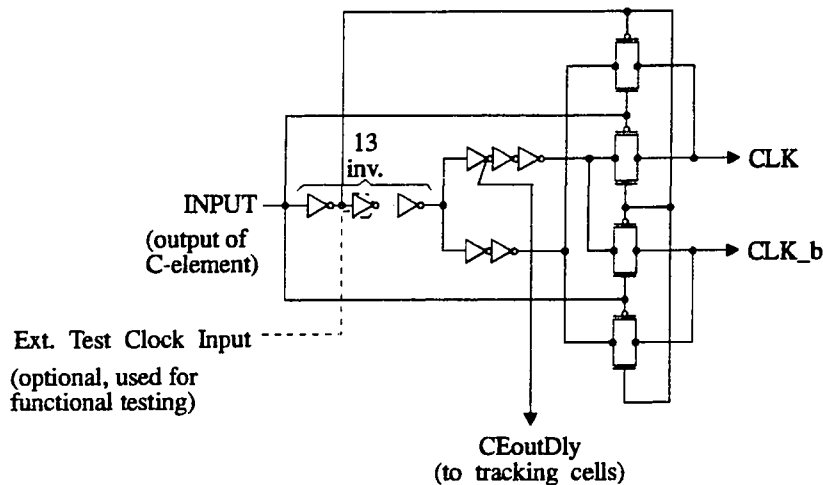 13
inv.
CLK
INPUT
(output of
C-element)
CLK_b
Ext. Test Clock Input
(optional, used for
functional testing)
CEoutDly
(to tracking cells)